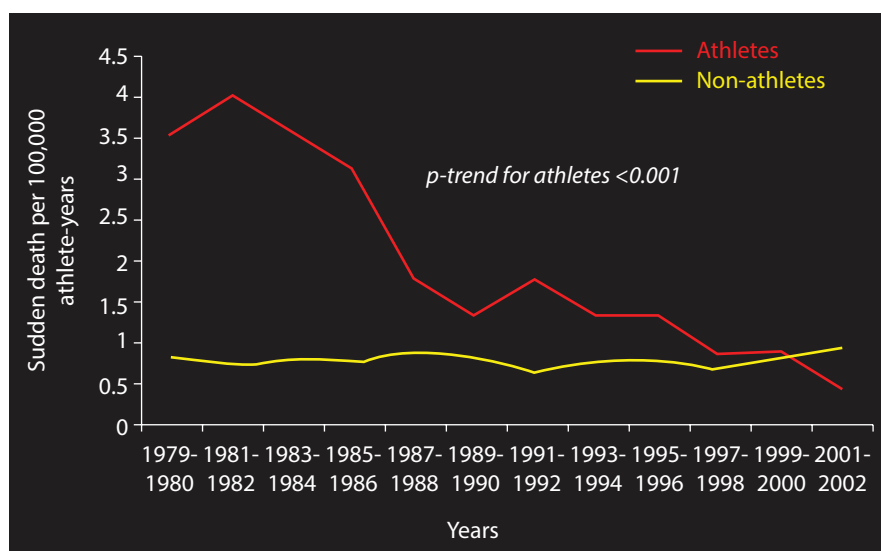 Athletes
Non-athletes
p-trend for athletes <0.001
Sudden death per 100,000
athlete-years
4.5
4
3.5
3
2.5
2
1.5
1
0.5
0
1979- 1981- 1983- 1985- 1987- 1989- 1991- 1993- 1995- 1997- 1999- 2001-
1980 1982 1984 1986 1988 1990 1992 1994 1996 1998 2000 2002
Years